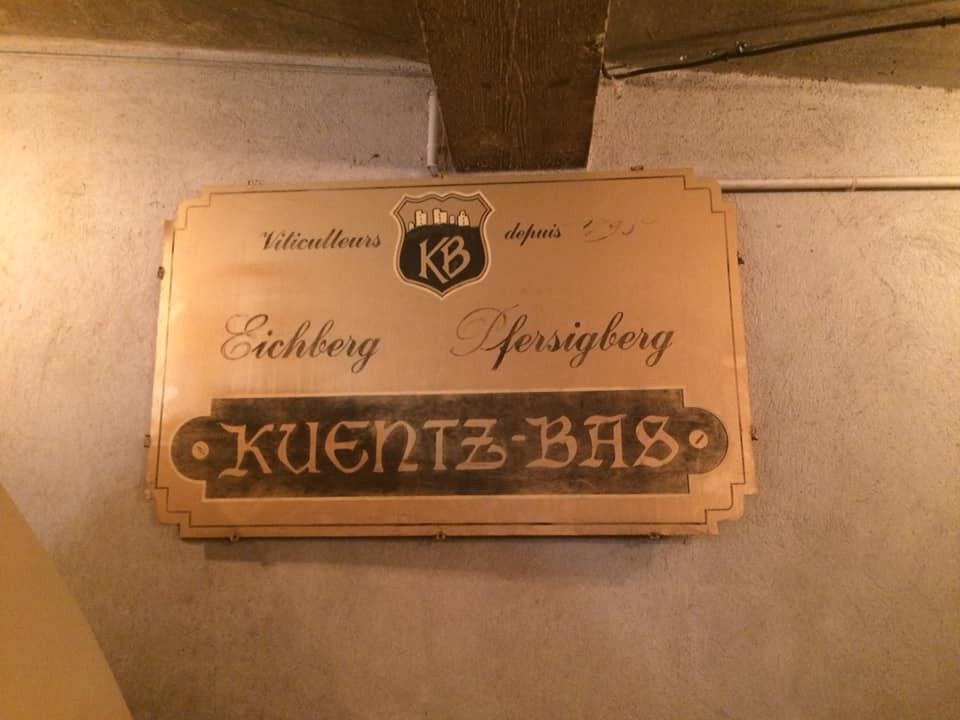 Viticulteurs KB depuis
Eichberg Pfersigberg
KUENTZ-BAS